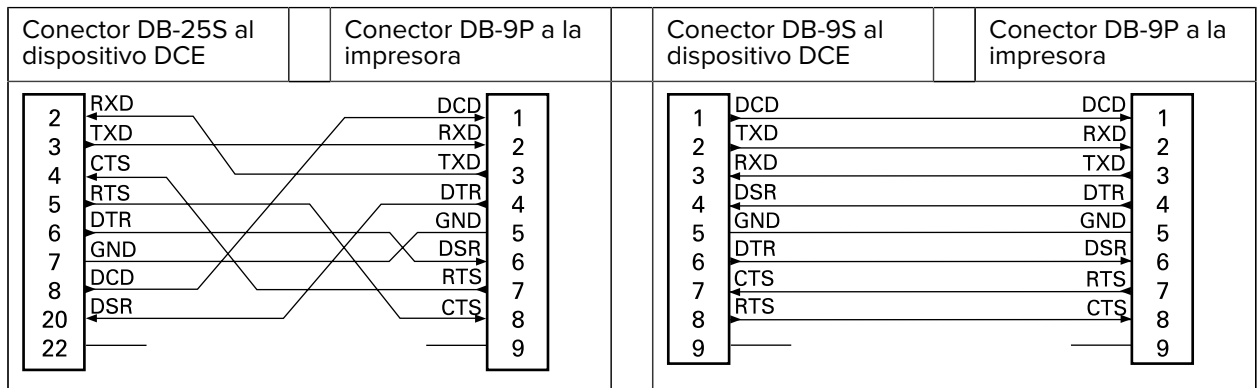 Conector DB-25S al
dispositivo DCE
Conector DB-9P a la
impresora
Conector DB-9S al
dispositivo DCE
Conector DB-9P a la
impresora
2 RXD DCD 1
3 TXD RXD 2
4 CTS TXD 3
5 RTS DTR 4
6 DTR GND 5
7 GND DSR 6
8 DCD RTS 7
20 DSR CTS 8
22 9
1 DCD DCD 1
2 TXD RXD 2
3 RXD TXD 3
4 DSR DTR 4
5 GND GND 5
6 DTR DSR 6
7 CTS RTS 7
8 RTS CTS 8
9 9